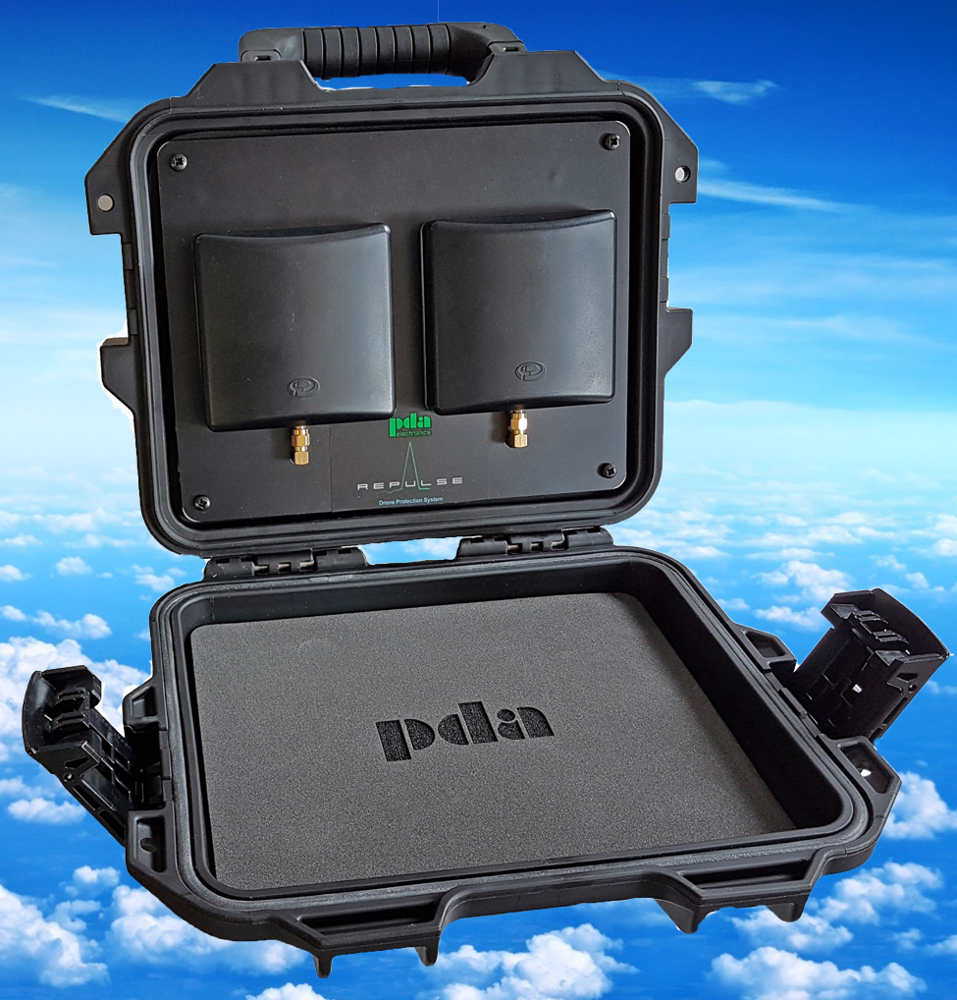 pda
electronics
REPULSE
Drone Protection System
pda